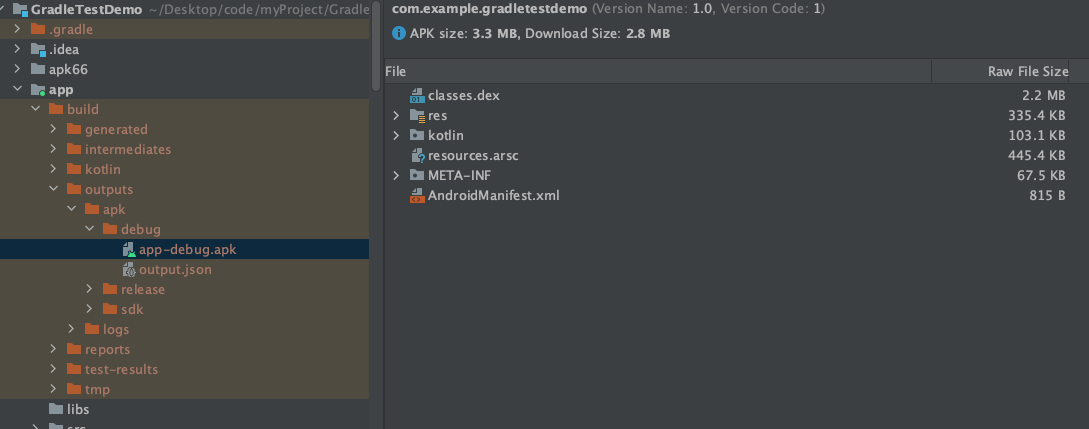 GradleTestDemo ~/Desktop/code/myProject/Gradle
.gradle
.idea
apk66
app
build
generated
intermediates
kotlin
outputs
apk
debug
app-debug.apk
output.json
release
sdk
logs
reports
test-results
tmp
libs
src
com.example.gradletestdemo (Version Name: 1.0, Version Code: 1)
APK size: 3.3 MB, Download Size: 2.8 MB
File Raw File Size
classes.dex 2.2 MB
res 335.4 KB
kotlin 103.1 KB
resources.arsc 445.4 KB
META-INF 67.5 KB
AndroidManifest.xml 815 B